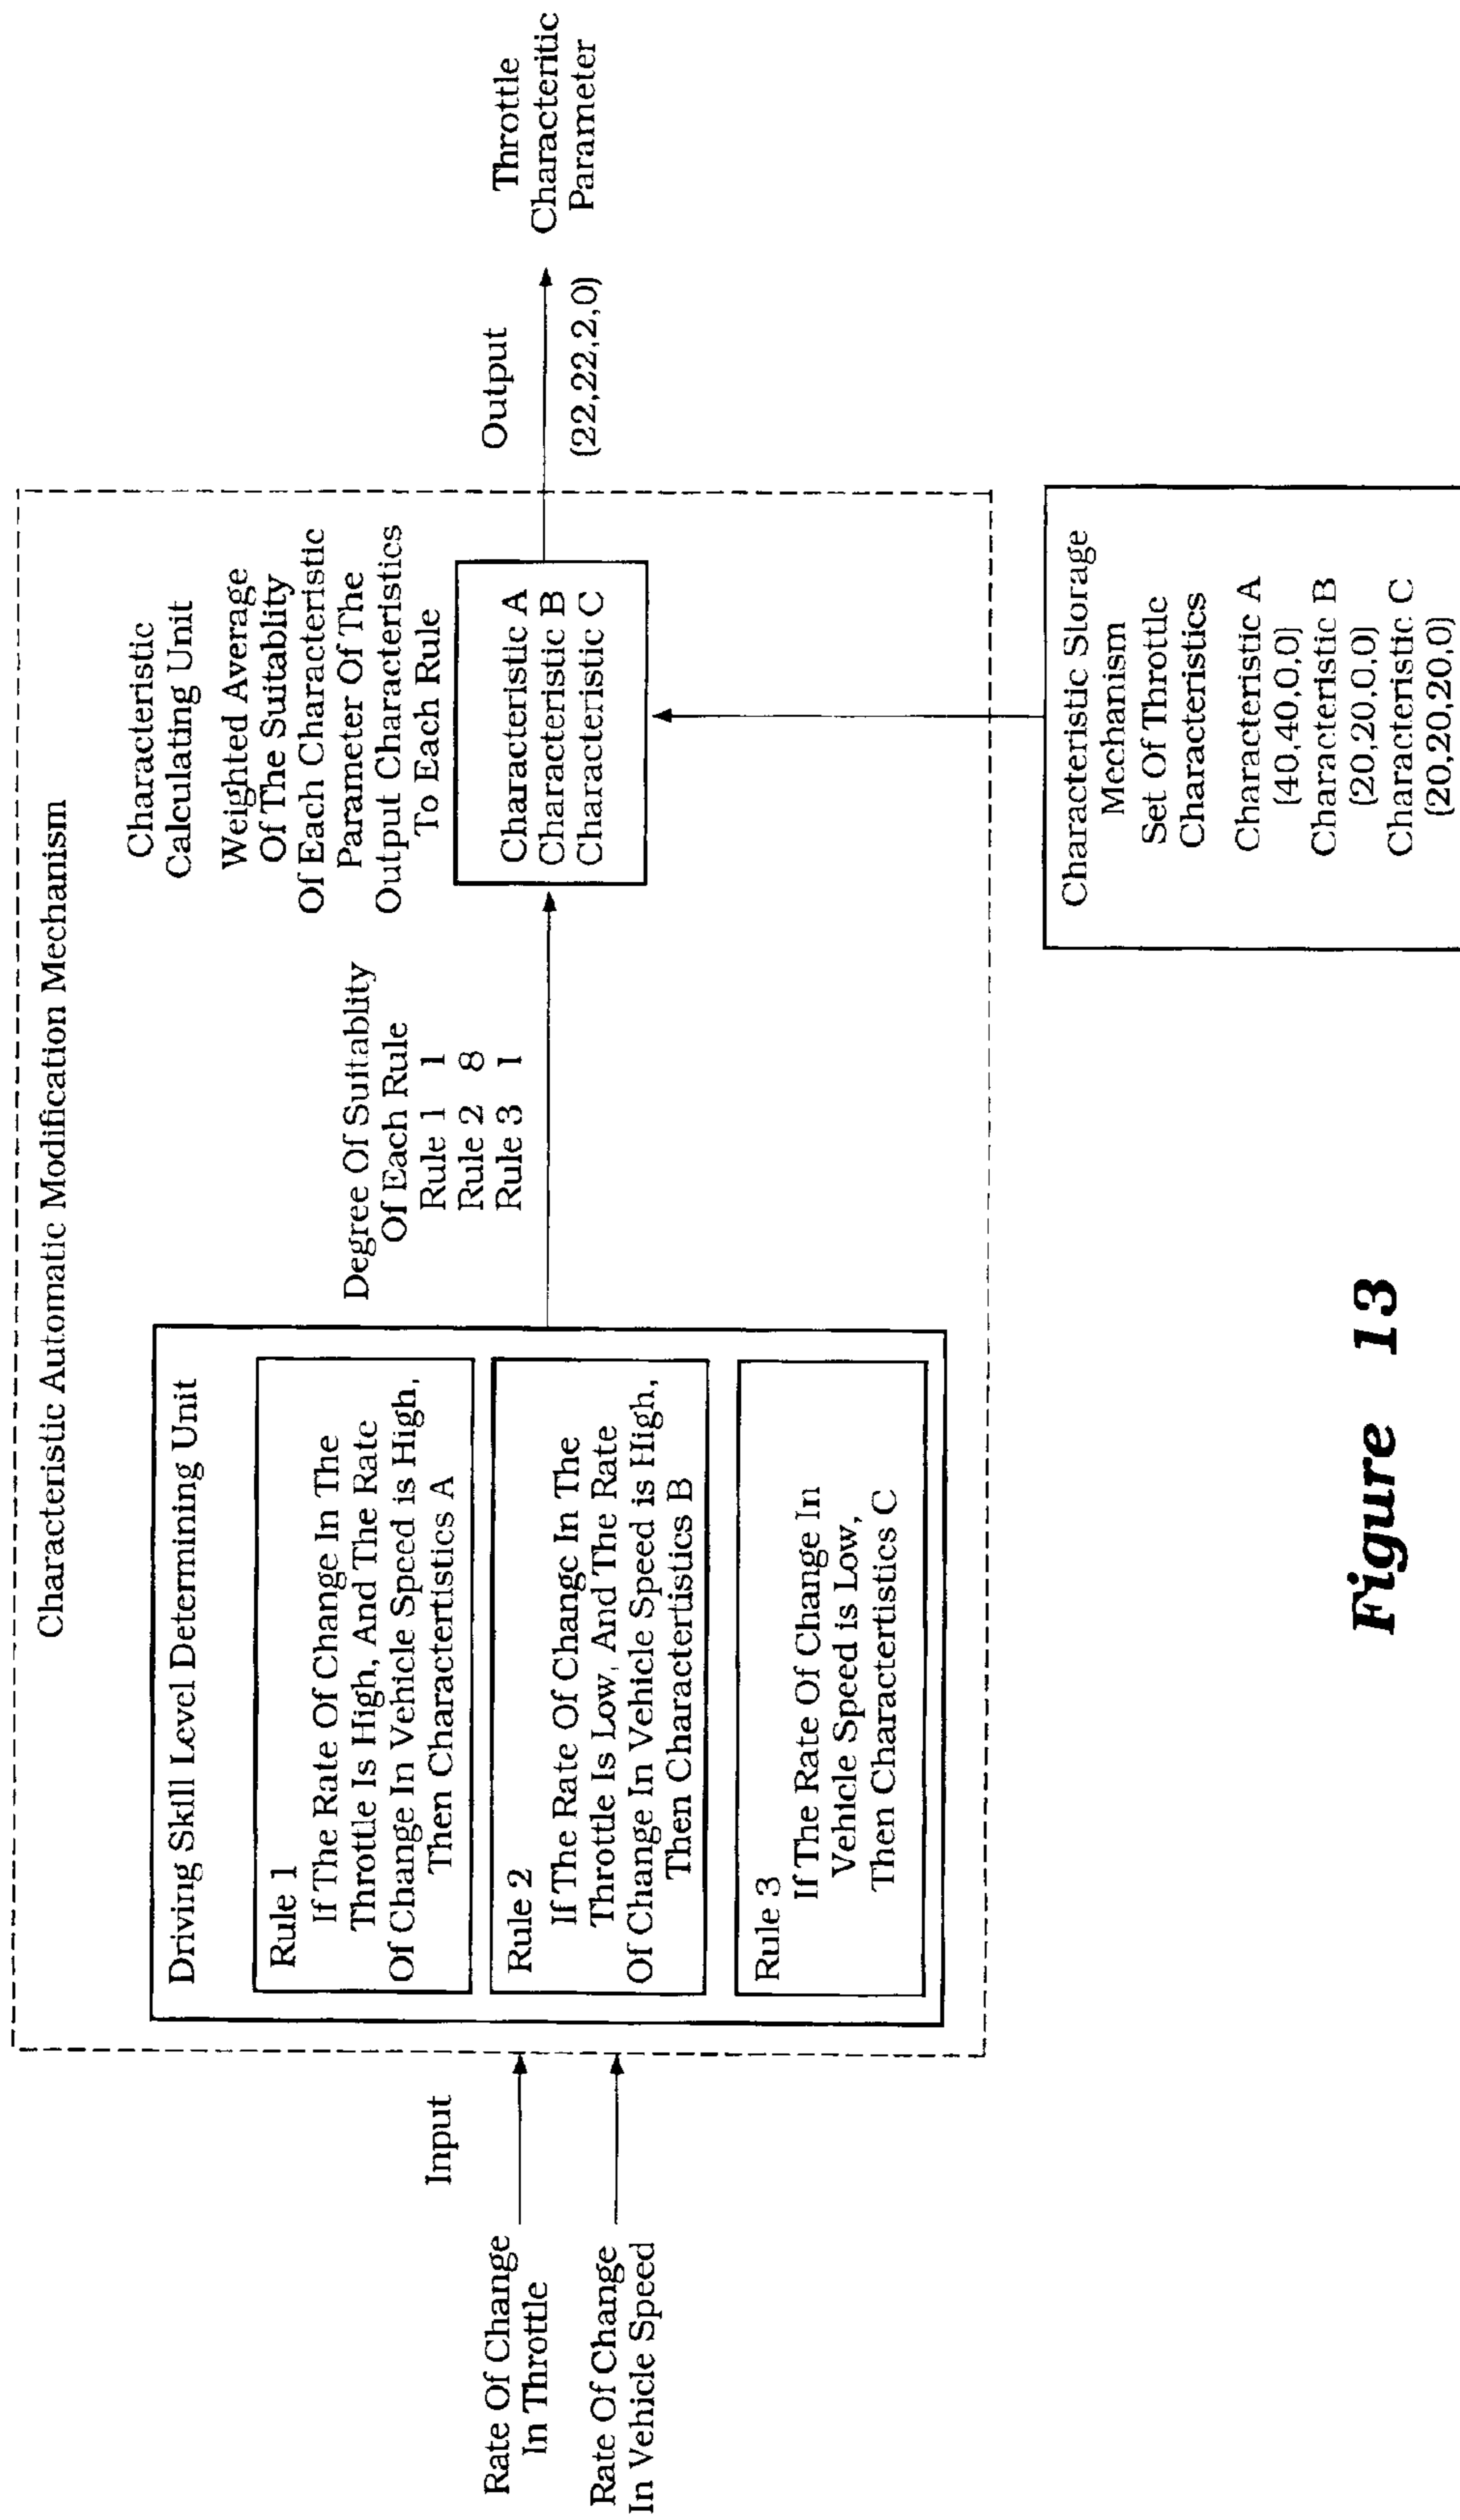 Characteristic Automatic Modification Mechanism
Input
Rate Of Change
In Throttle
Rate Of Change
In Vehicle Speed
Driving Skill Level Determining Unit
Rule 1
If The Rate Of Change In The
Throttle Is High, And The Rate
Of Change In Vehicle Speed is High,
Then Charactertistics A
Rule 2
If The Rate Of Change In The
Throttle Is Low, And The Rate
Of Change In Vehicle Speed is High,
Then Charactertistics B
Rule 3
If The Rate Of Change In
Vehicle Speed is Low,
Then Charactertistics C
Degree Of Suitablity
Of Each Rule
Rule 1 1
Rule 2 8
Rule 3 1
Characteristic
Calculating Unit
Weighted Average
Of The Suitablity
Of Each Characteristic
Parameter Of The
Output Characteristics
To Each Rule
Characteristic A
Characteristic B
Characteristic C
Output
(22,22,2,0)
Throttle
Characteritic
Parameter
Characteristic Storage
Mechanism
Set Of Throttle
Characteristics
Characteristic A
(40,40,0,0)
Characteristic B
(20,20,0,0)
Characteristic C
(20,20,20,0)
Figure 13